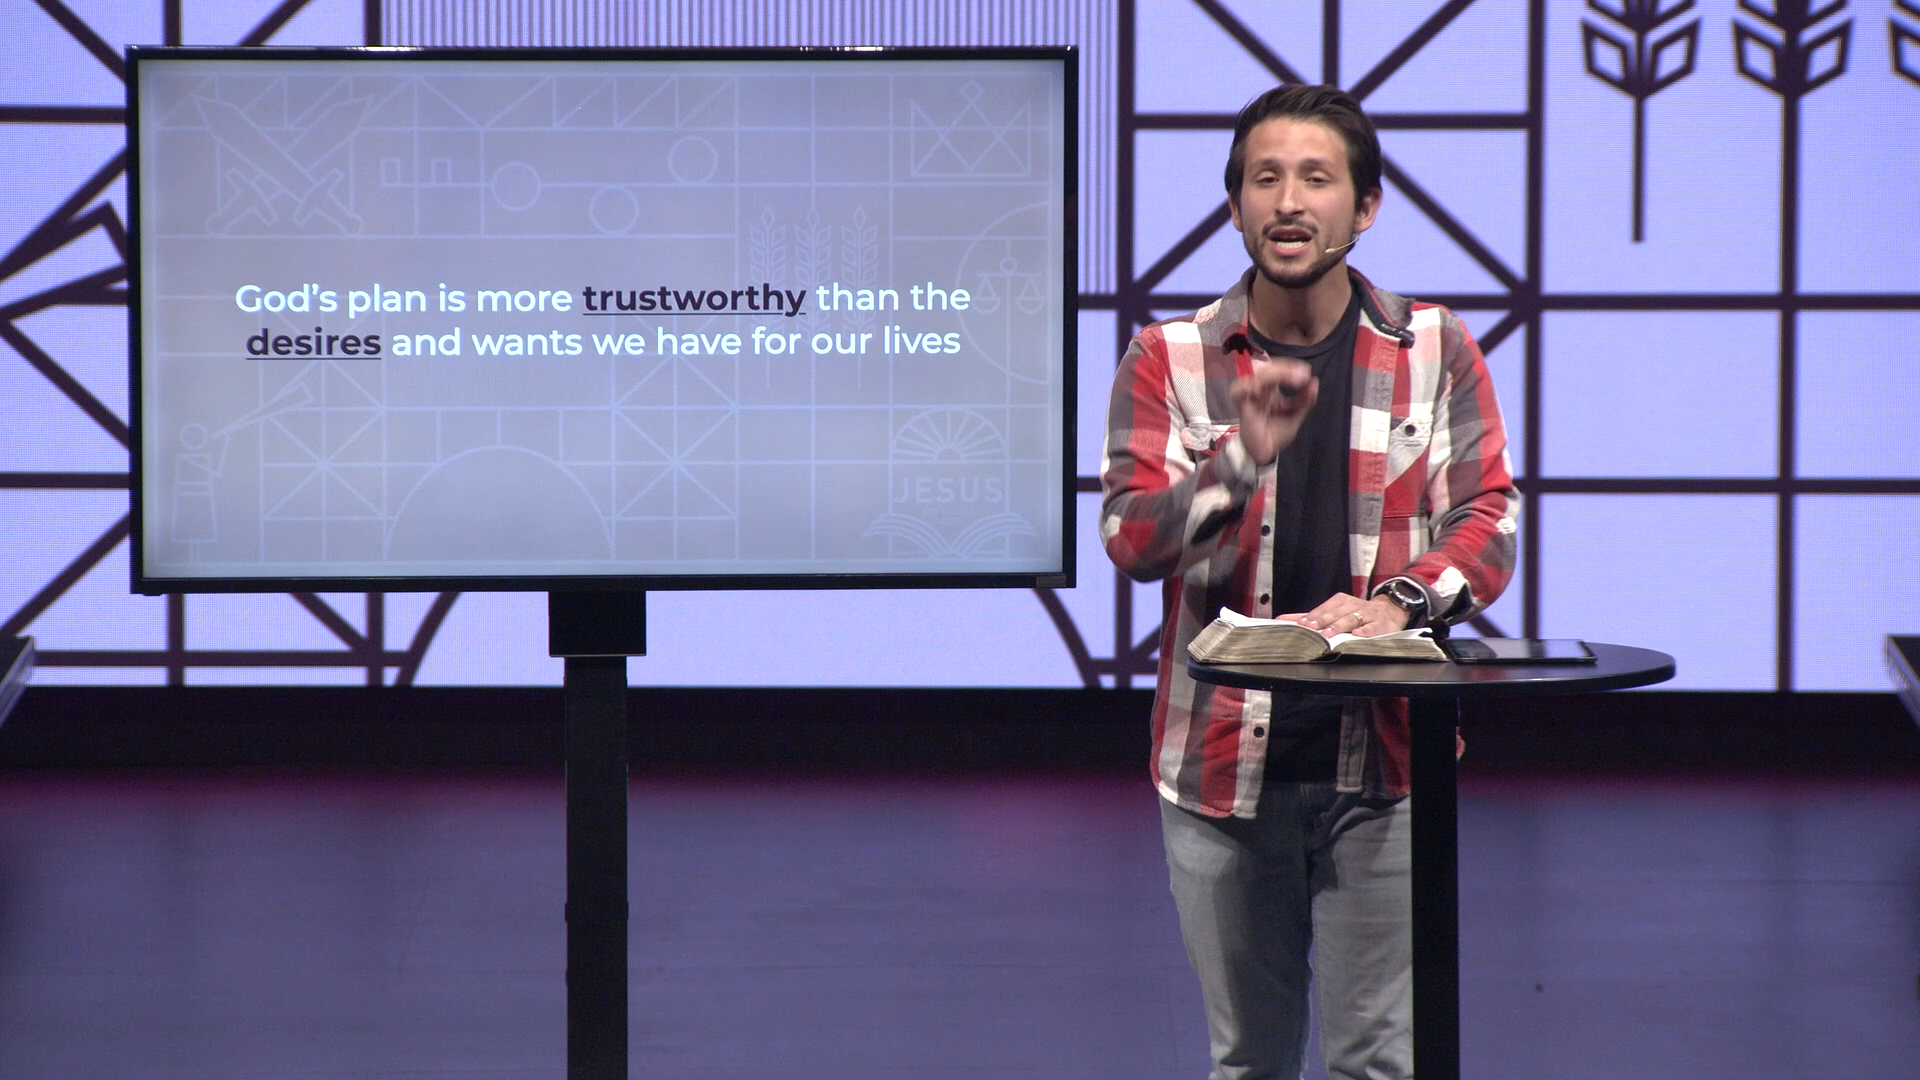 God's plan is more trustworthy than the
desires and wants we have for our lives
JESUS